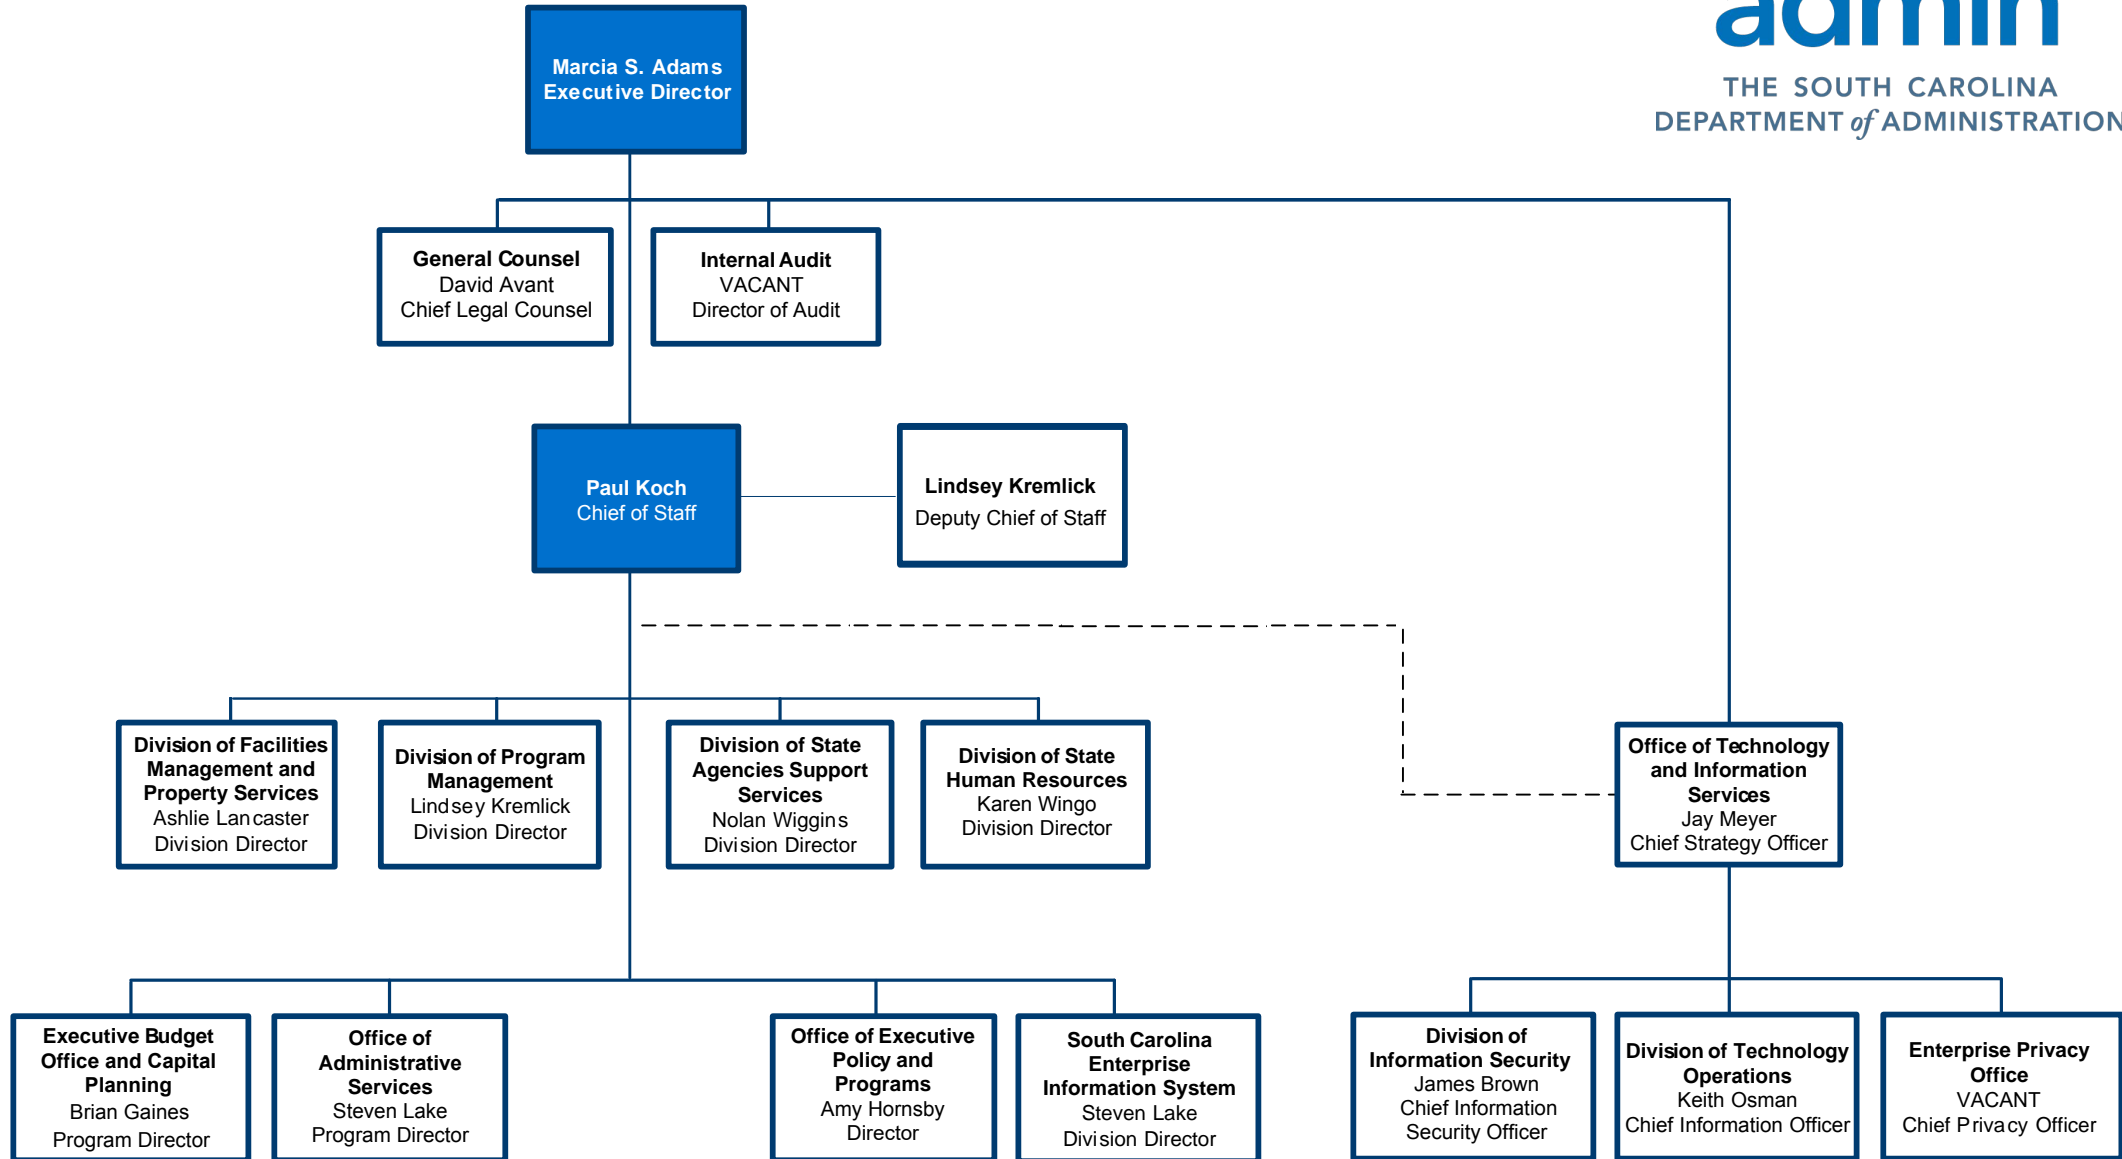 admin
THE SOUTH CAROLINA
DEPARTMENT of ADMINISTRATION
Marcia S. Adams
Executive Director
General Counsel
David Avant
Chief Legal Counsel
Internal Audit
VACANT
Director of Audit
Paul Koch
Chief of Staff
Lindsey Kremlick
Deputy Chief of Staff
Division of Facilities
Management and
Property Services
Ashlie Lancaster
Division Director
Division of Program
Management
Lindsey Kremlick
Division Director
Division of State
Agencies Support
Services
Nolan Wiggins
Division Director
Division of State
Human Resources
Karen Wingo
Division Director
Office of Technology
and Information
Services
Jay Meyer
Chief Strategy Officer
Executive Budget
Office and Capital
Planning
Brian Gaines
Program Director
Office of
Administrative
Services
Steven Lake
Program Director
Office of Executive
Policy and
Programs
Amy Hornsby
Director
South Carolina
Enterprise
Information System
Steven Lake
Division Director
Division of
Information Security
James Brown
Chief Information
Security Officer
Division of Technology
Operations
Keith Osman
Chief Information Officer
Enterprise Privacy
Office
VACANT
Chief Privacy Officer